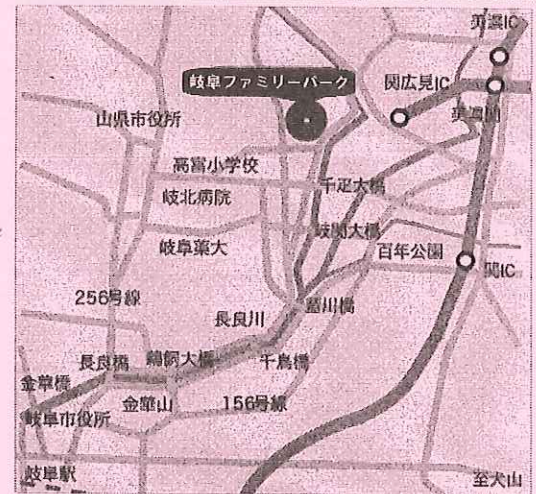 美濃IC
岐阜ファミリーパーク
関広見IC
美濃関
山県市役所
高富小学校
千疋大橋
岐北病院
岐関大橋
岐阜薬大
百年公園
関IC
256号線
長良川
藍川橋
長良橋
鵜飼大橋
千鳥橋
金華橋
金華山
156号線
岐阜市役所
岐阜駅
至犬山